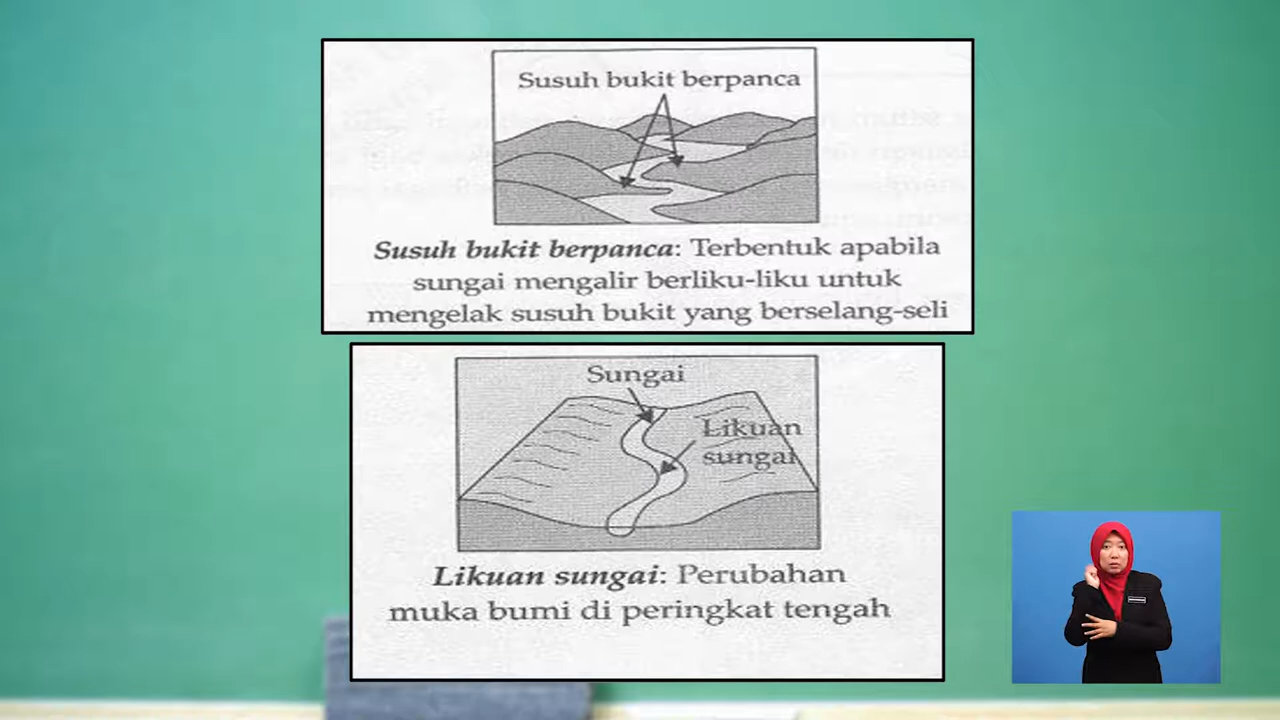 Susuh bukit berpanca
Susuh bukit berpanca: Terbentuk apabila
sungai mengalir berliku-liku untuk
mengelak susuh bukit yang berselang-seli
Sungai
Likuan
sungai
Likuan sungai: Perubahan
muka bumi di peringkat tengah